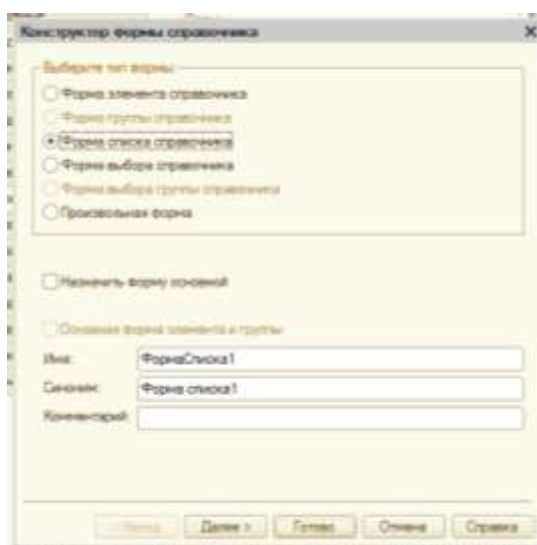 Конструктор формы справочника
Выберите тип формы:
Форма элемента справочника
Форма группы справочника
Форма списка справочника
Форма выбора справочника
Форма выбора группы справочника
Произвольная форма
Назначить форму основной
Основная форма элемента и группы
Имя: ФормаСписка1
Синоним: Форма списка1
Комментарий:
< Назад Далее > Готово Отмена Справка